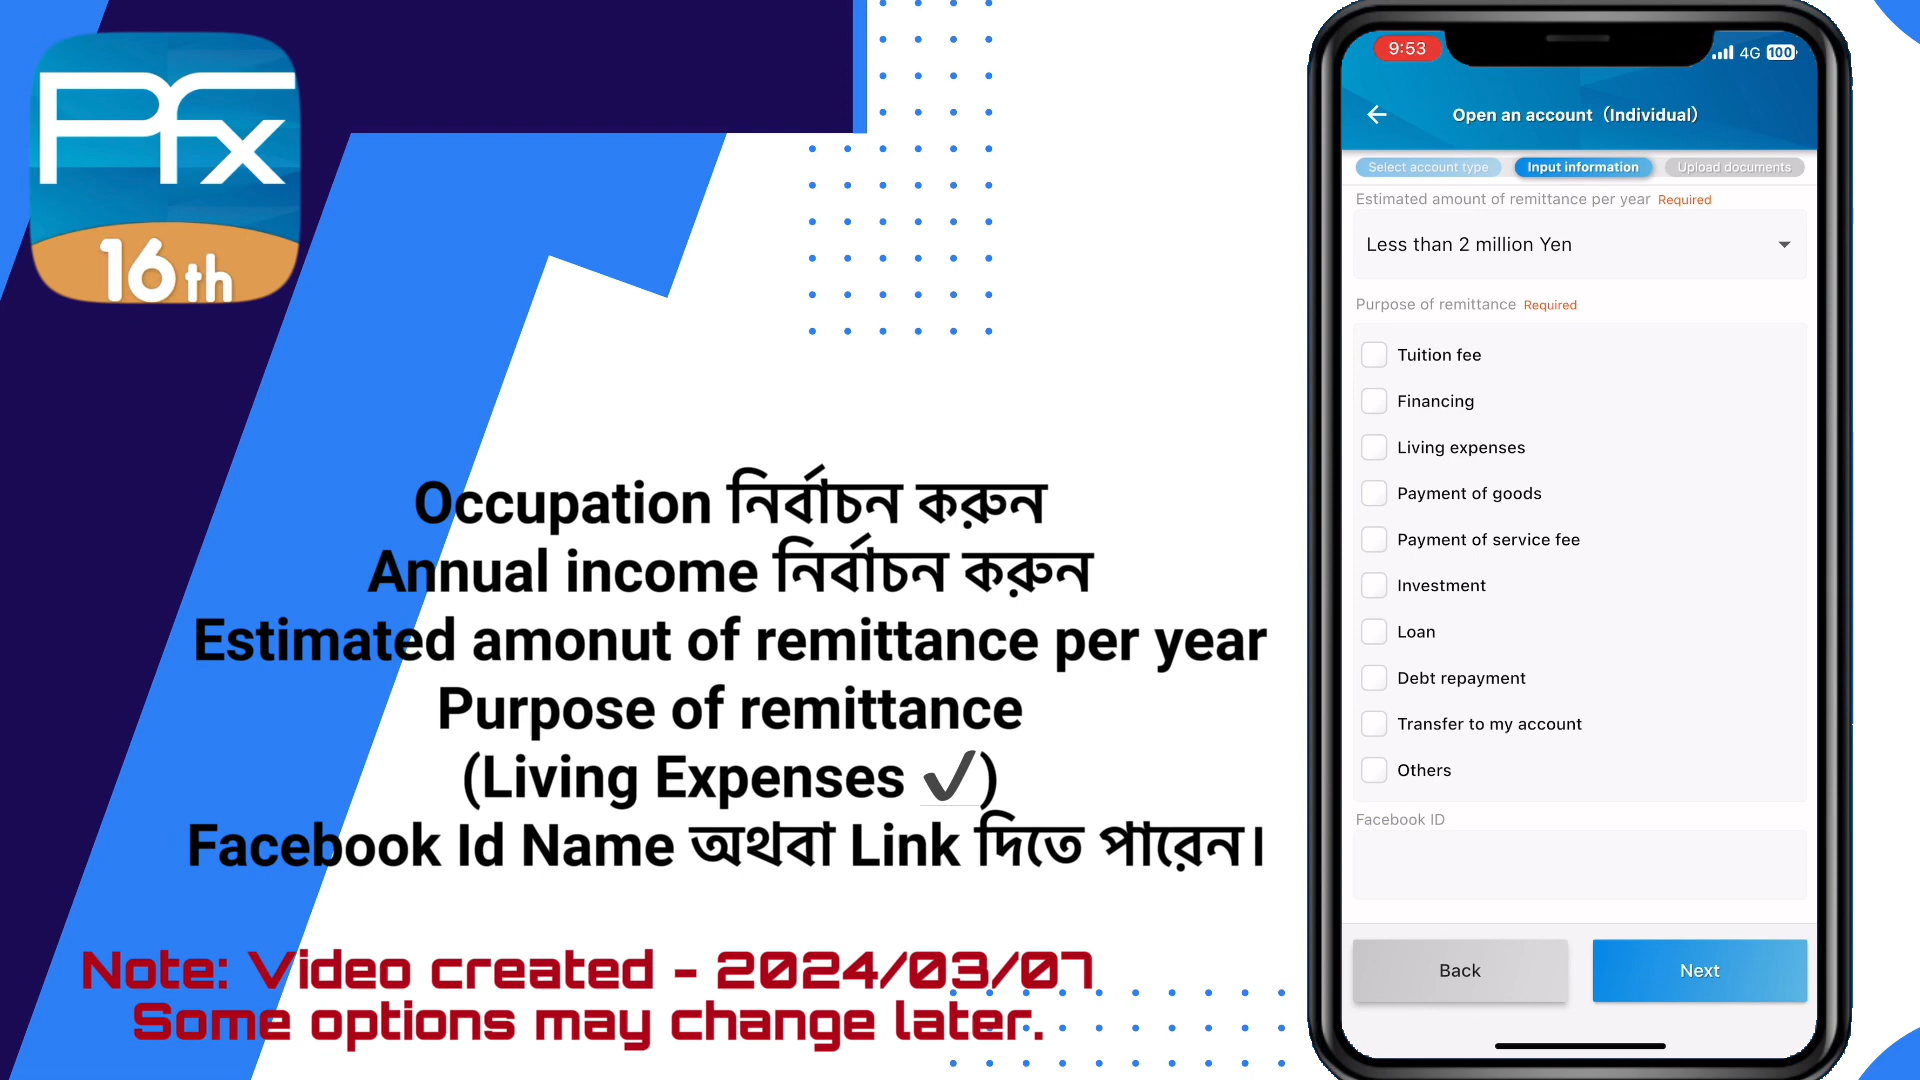 PFx
16th
Occupation নির্বাচন করুন
Annual income নির্বাচন করুন
Estimated amonut of remittance per year
Purpose of remittance
(Living Expenses ✔)
Facebook Id Name অথবা Link দিতে পারেন।
Note: Video created - 2024/03/07
Some options may change later.
9:53
4G 100
Open an account (Individual)
Select account type Input information Upload documents
Estimated amount of remittance per year Required
Less than 2 million Yen
Purpose of remittance Required
Tuition fee
Financing
Living expenses
Payment of goods
Payment of service fee
Investment
Loan
Debt repayment
Transfer to my account
Others
Facebook ID
Back Next